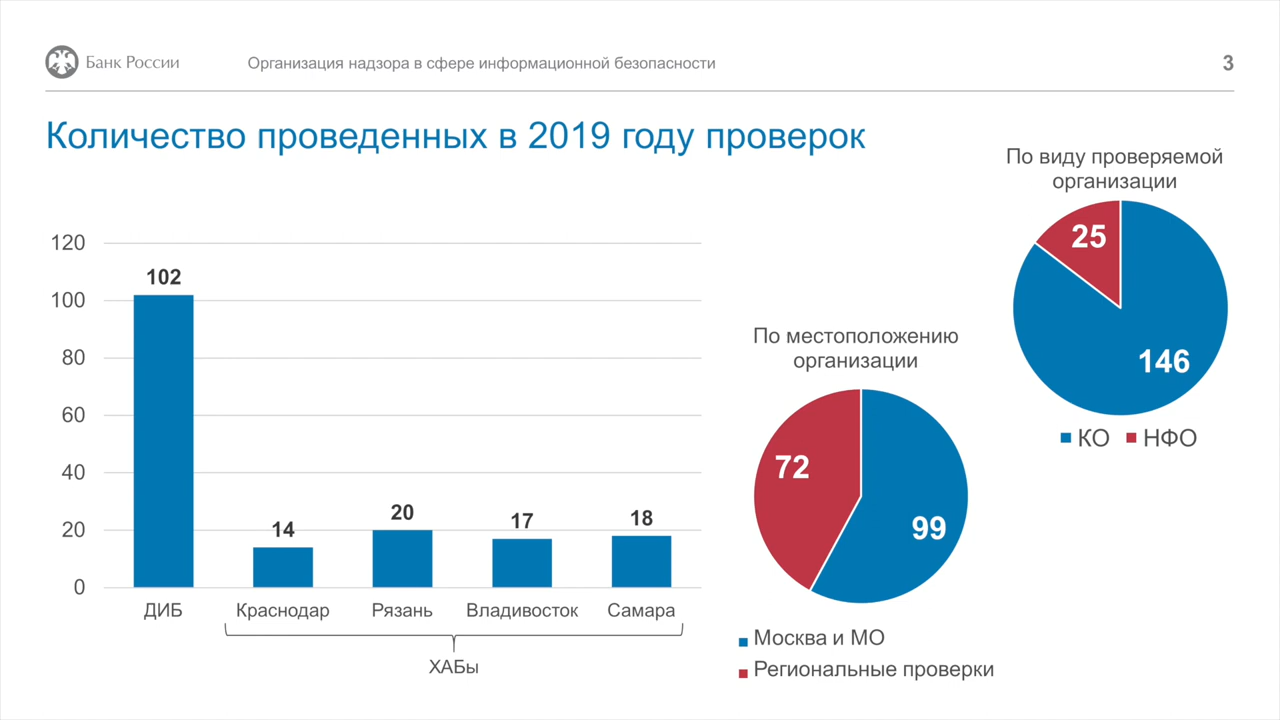 Банк России
Организация надзора в сфере информационной безопасности
3
Количество проведенных в 2019 году проверок
120
100
80
60
40
20
0
102
14
20
17
18
ДИБ
Краснодар
Рязань
Владивосток
Самара
ХАБы
По местоположению
организации
72
99
Москва и МО
Региональные проверки
По виду проверяемой
организации
25
146
КО
НФО